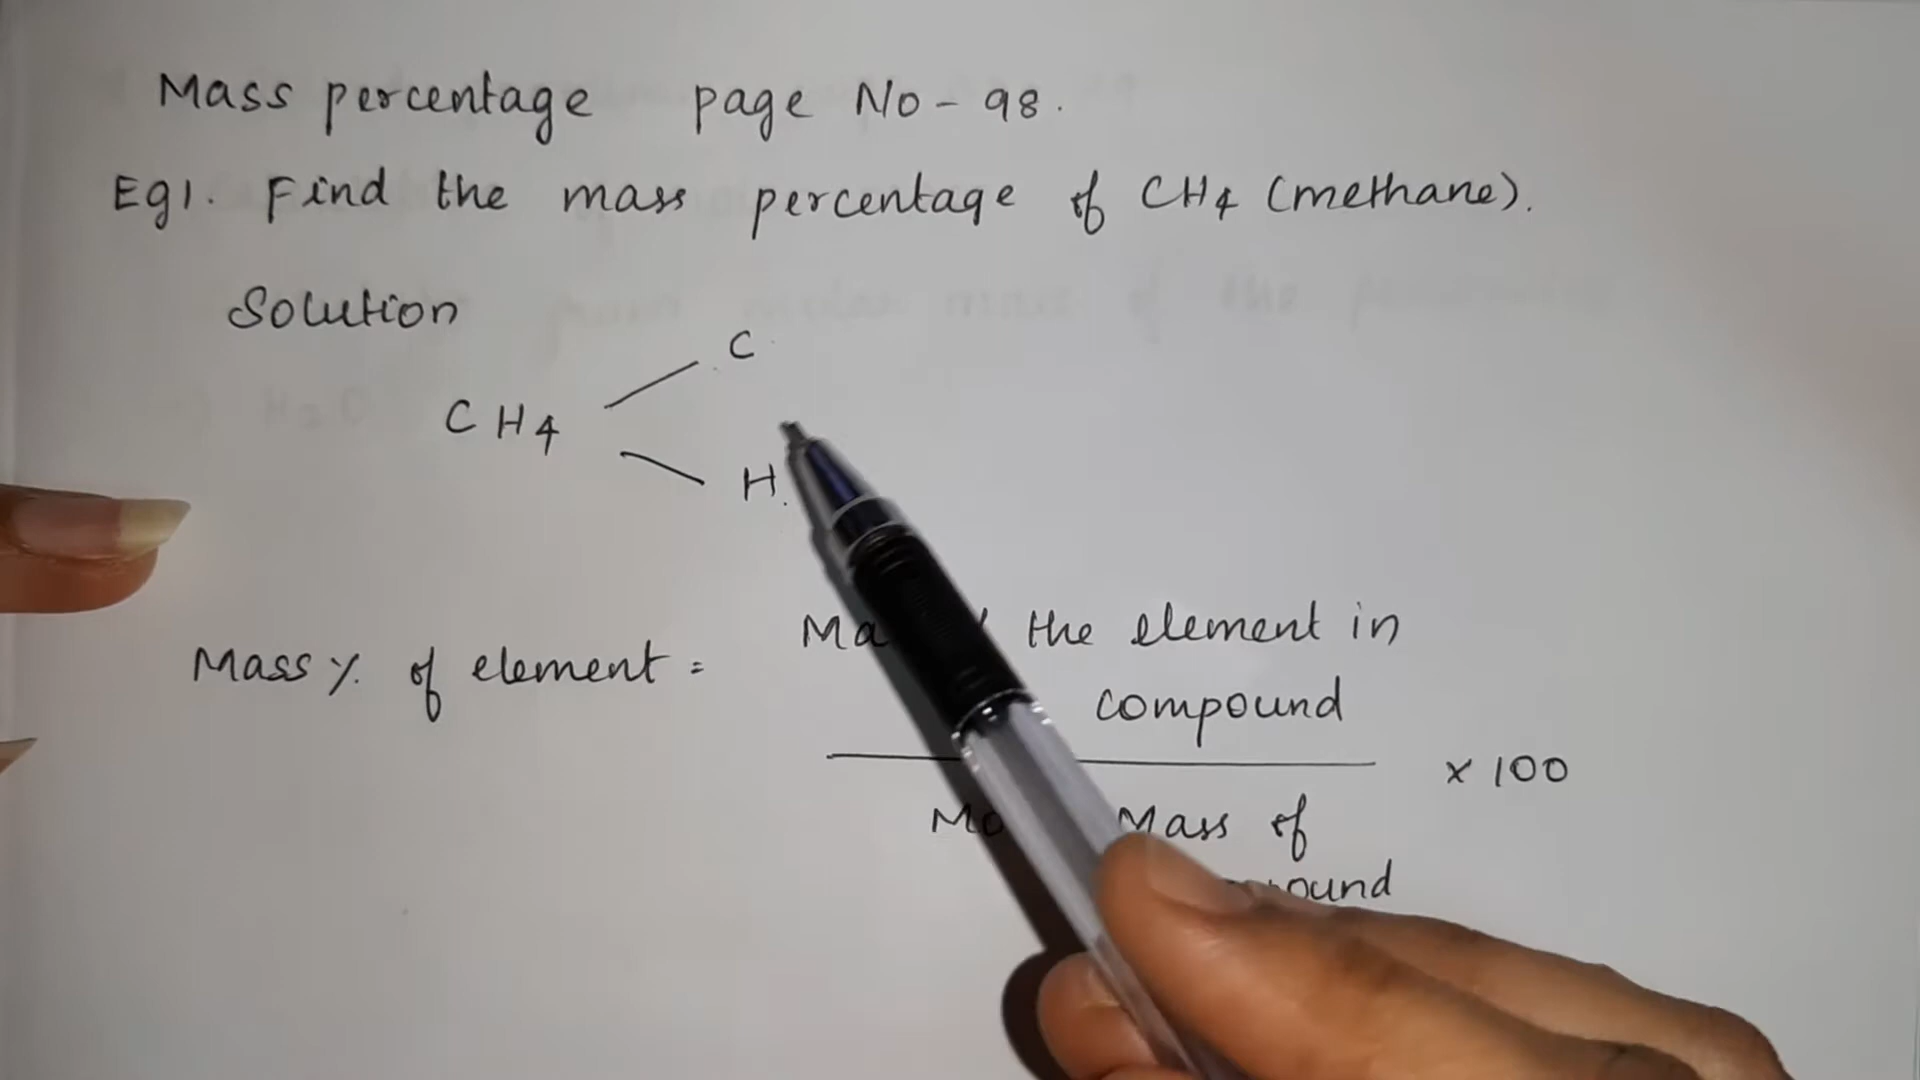 Mass percentage page No - 98.
Eg1. Find the mass percentage of CH4 (methane).
Solution
C
CH4
H.
the element in
Mass % of element =
compound
x 100
Mass of